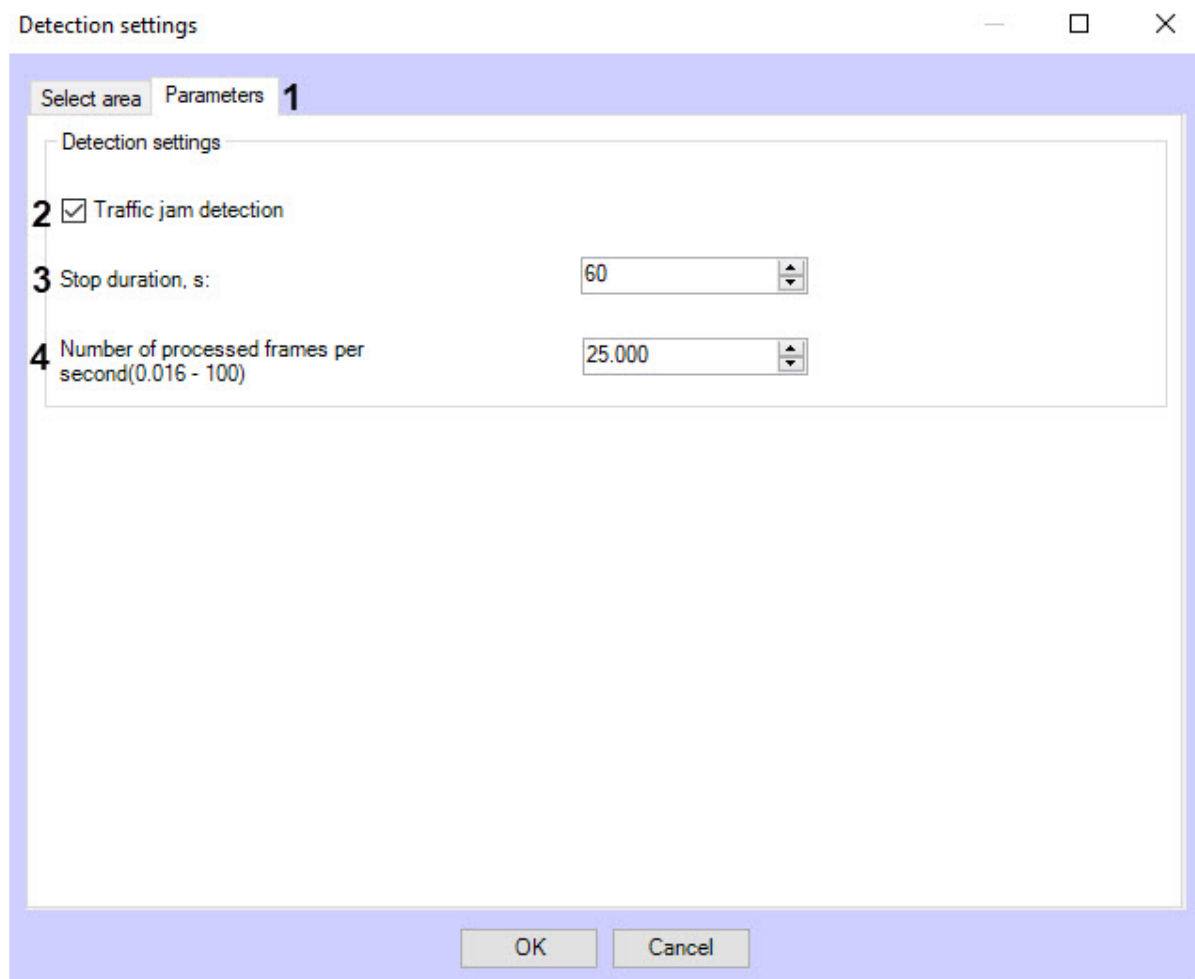 Detection settings
Select area Parameters 1
Detection settings
2 Traffic jam detection
3 Stop duration, s: 60
4 Number of processed frames per
second(0.016 - 100) 25.000
OK Cancel